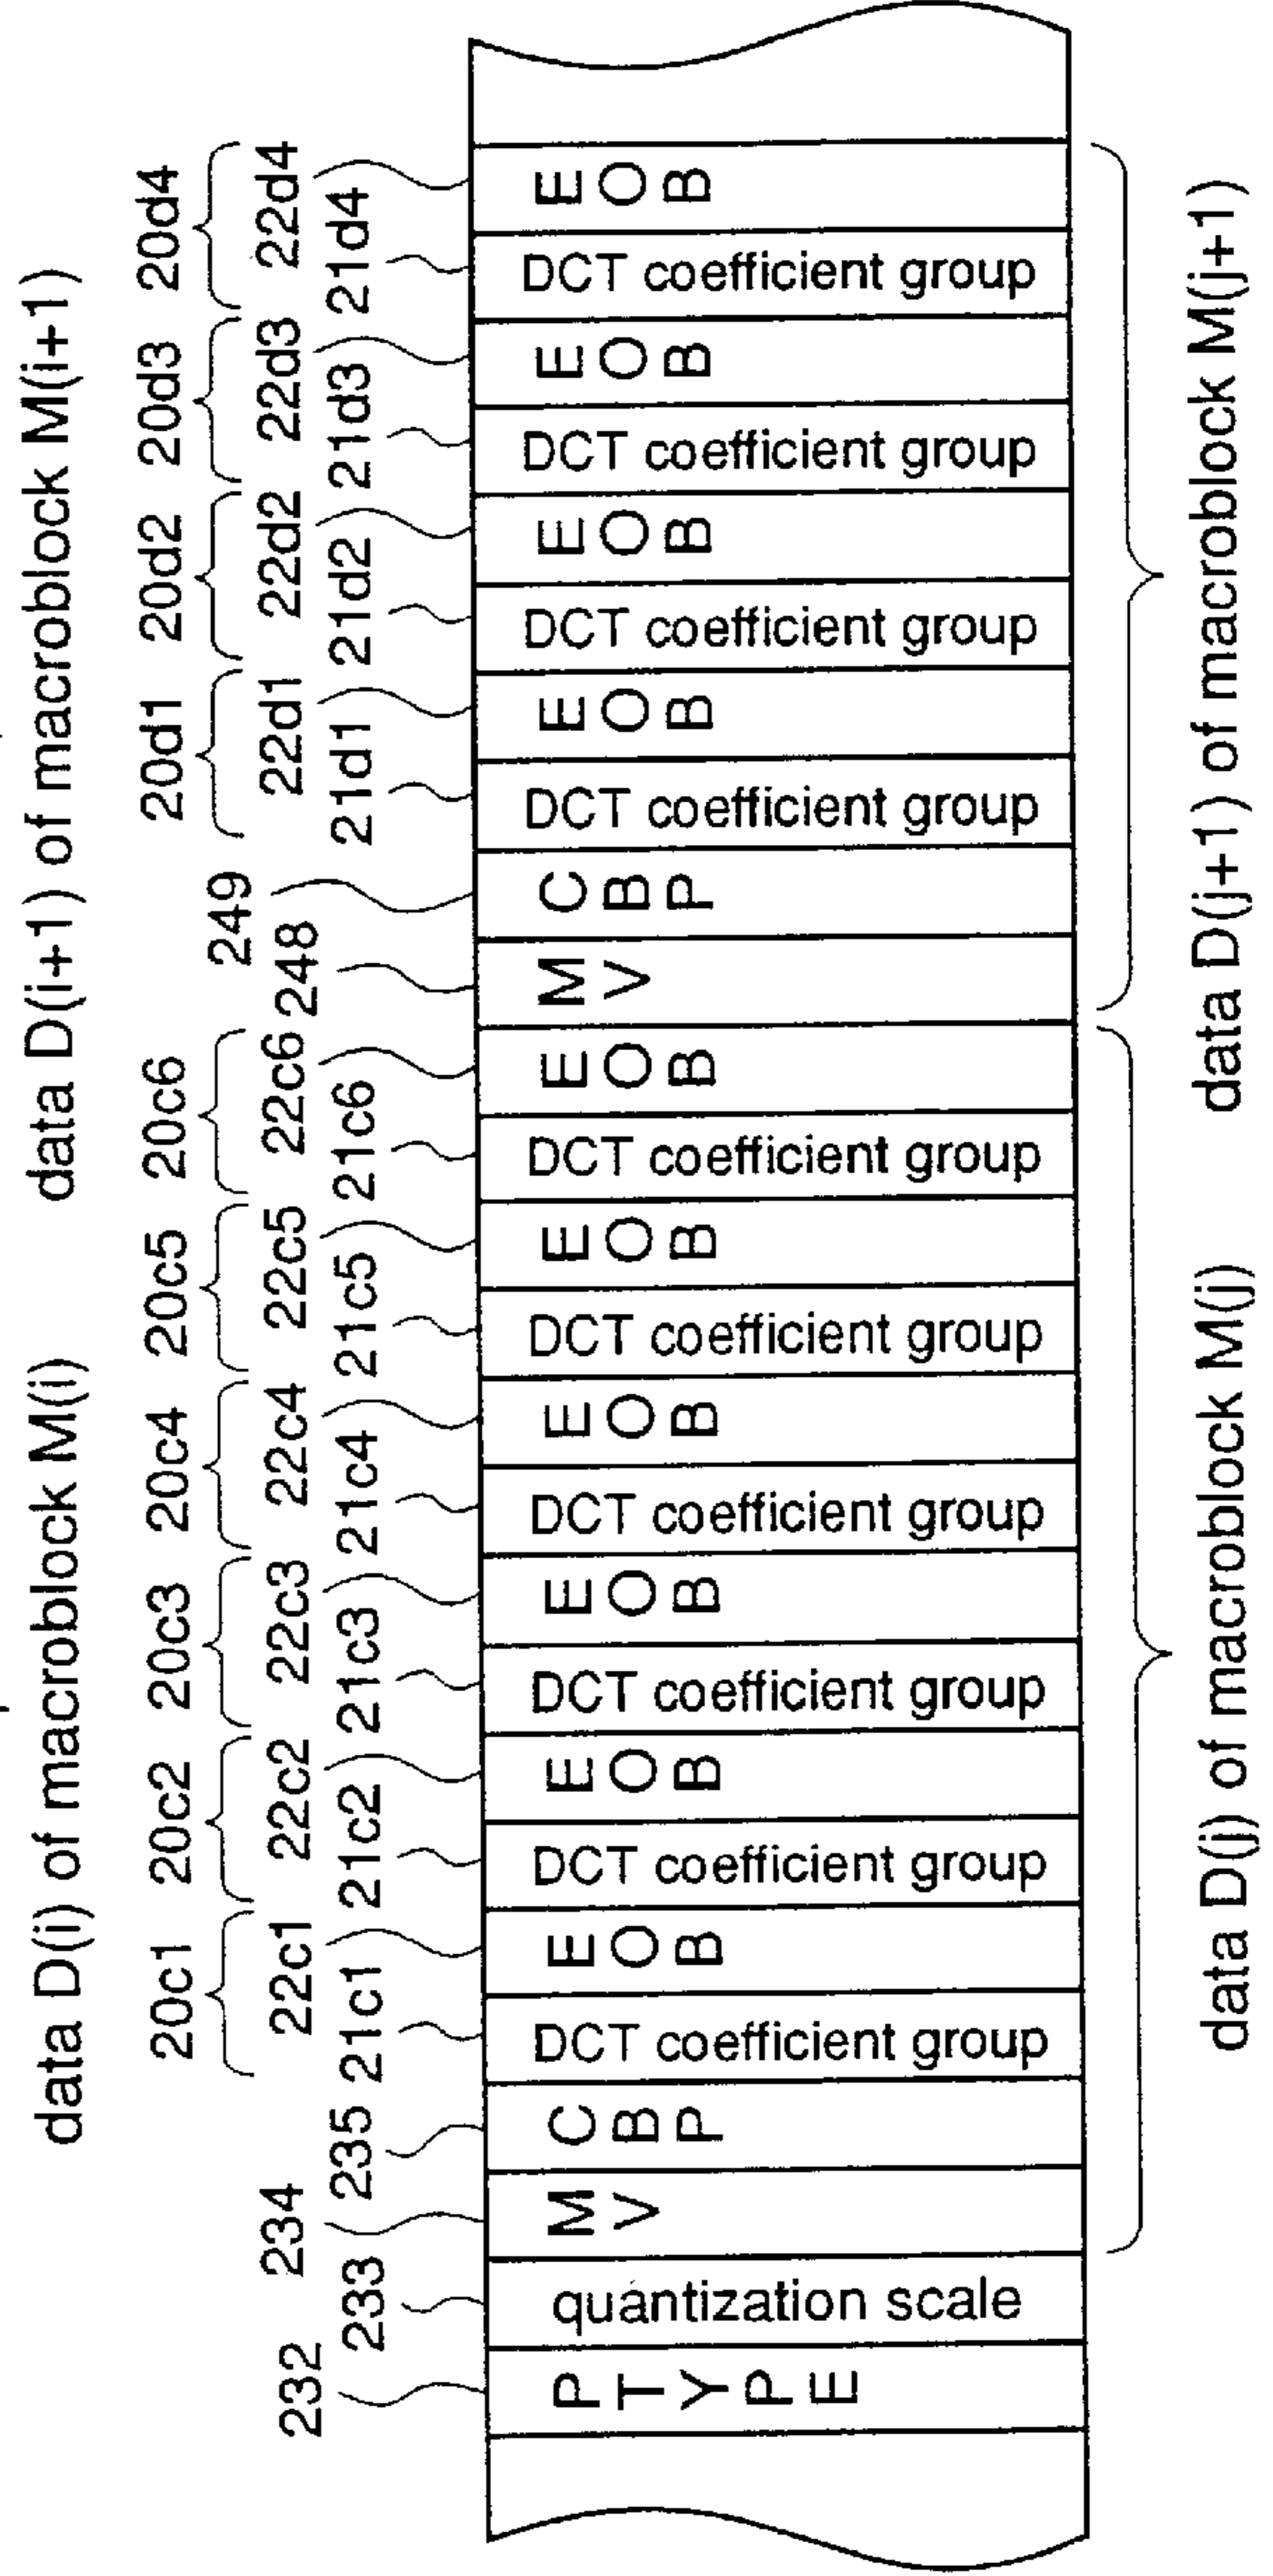 data D(i) of macroblock M(i)
data D(i+1) of macroblock M(i+1)
20c1
20c2
20c3
20c4
20c5
20c6
20d1
20d2
20d3
20d4
232
233
234
235
21c1
22c1
21c2
22c2
21c3
22c3
21c4
22c4
21c5
22c5
21c6
22c6
248
249
21d1
22d1
21d2
22d2
21d3
22d3
21d4
22d4
PTYPE
quantization scale
MV
CBP
DCT coefficient group
EOB
DCT coefficient group
EOB
DCT coefficient group
EOB
DCT coefficient group
EOB
DCT coefficient group
EOB
DCT coefficient group
EOB
MV
CBP
DCT coefficient group
EOB
DCT coefficient group
EOB
DCT coefficient group
EOB
DCT coefficient group
EOB
data D(j) of macroblock M(j)
data D(j+1) of macroblock M(j+1)